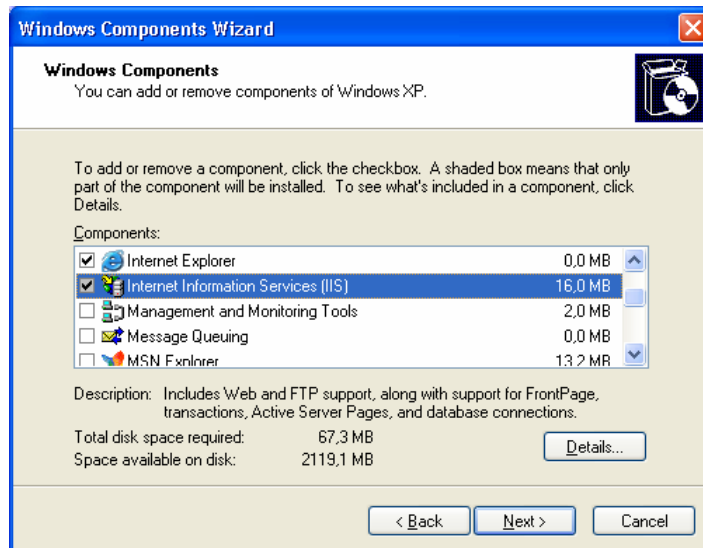 Windows Components Wizard
Windows Components
You can add or remove components of Windows XP.
To add or remove a component, click the checkbox. A shaded box means that only
part of the component will be installed. To see what's included in a component, click
Details.
Components:
Internet Explorer 0,0 MB
Internet Information Services (IIS) 16,0 MB
Management and Monitoring Tools 2,0 MB
Message Queuing 0,0 MB
MSN Explorer 13,2 MB
Description: Includes Web and FTP support, along with support for FrontPage,
transactions, Active Server Pages, and database connections.
Total disk space required: 67,3 MB
Space available on disk: 2119,1 MB
Details...
< Back Next > Cancel